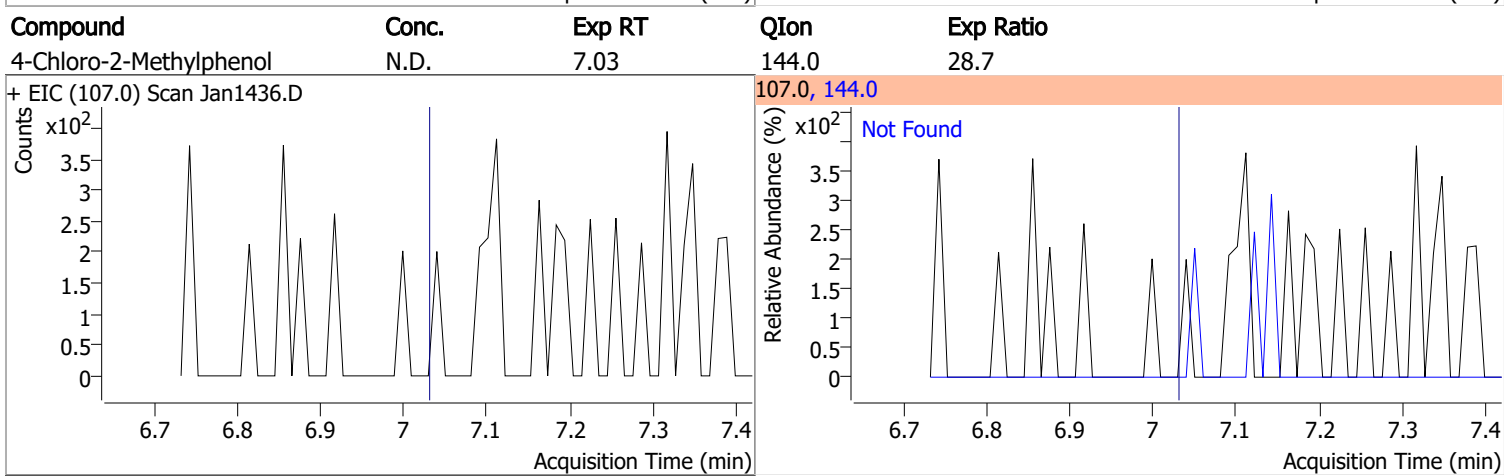 Compound Conc. Exp RT QIon Exp Ratio
4-Chloro-2-Methylphenol N.D. 7.03 144.0 28.7
+ EIC (107.0) Scan Jan1436.D
Counts
x10²
3.5
3
2.5
2
1.5
1
0.5
0
6.7 6.8 6.9 7 7.1 7.2 7.3 7.4
Acquisition Time (min)
107.0, 144.0
Relative Abundance (%)
x10²
Not Found
3.5
3
2.5
2
1.5
1
0.5
0
6.7 6.8 6.9 7 7.1 7.2 7.3 7.4
Acquisition Time (min)